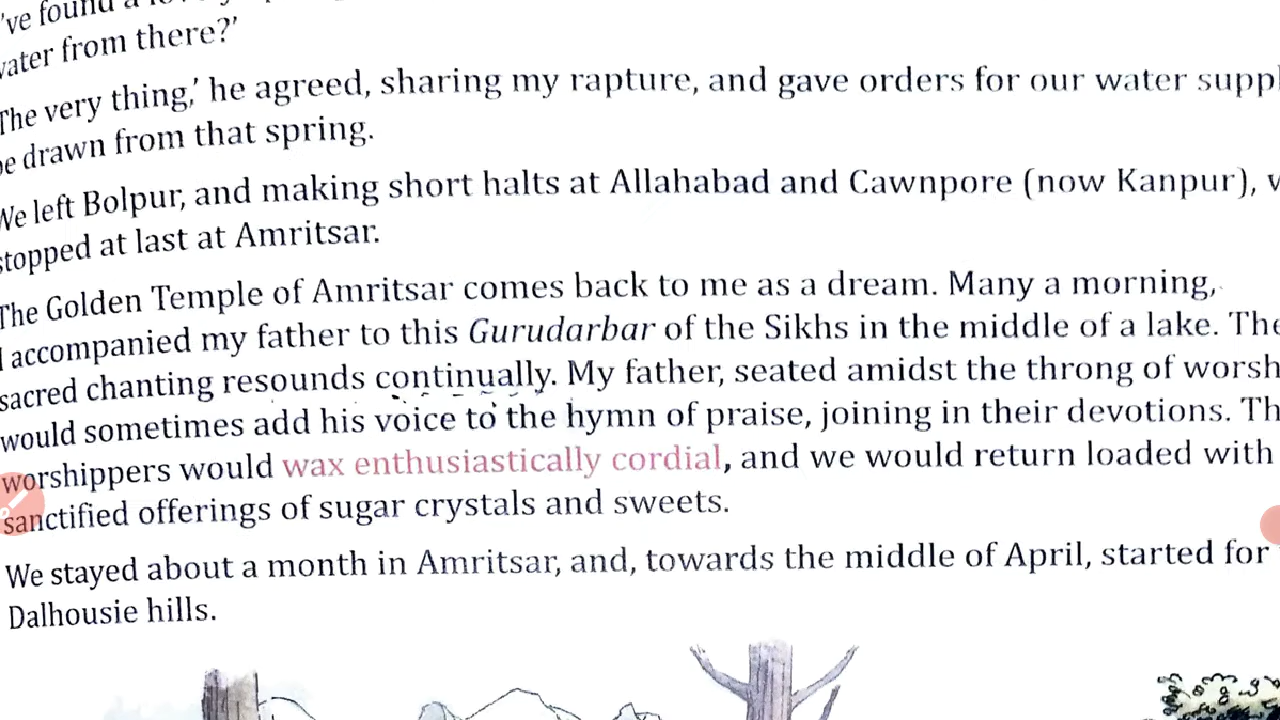 've found a
water from there?'
The very thing,' he agreed, sharing my rapture, and gave orders for our water
be drawn from that spring.
We left Bolpur, and making short halts at Allahabad and Cawnpore (now Kanpur),
stopped at last at Amritsar.
The Golden Temple of Amritsar comes back to me as a dream. Many a morning,
I accompanied my father to this Gurudarbar of the Sikhs in the middle of a lake. The
sacred chanting resounds continually. My father, seated amidst the throng of
would sometimes add his voice to the hymn of praise, joining in their devotions.
worshippers would wax enthusiastically cordial, and we would return loaded with
sanctified offerings of sugar crystals and sweets.
We stayed about a month in Amritsar, and, towards the middle of April, started for
Dalhousie hills.